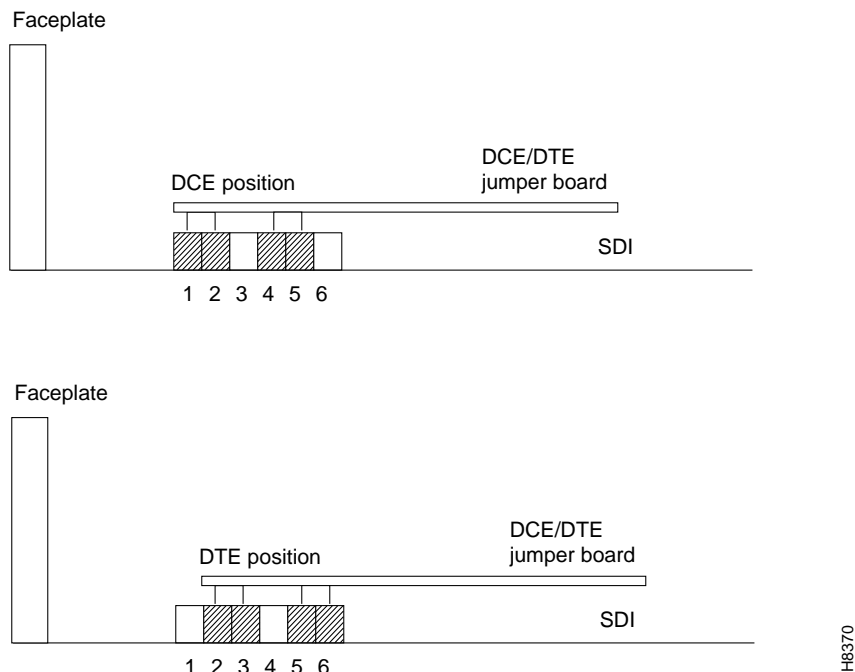 Faceplate
DCE position
DCE/DTE
jumper board
SDI
1 2 3 4 5 6
Faceplate
DTE position
DCE/DTE
jumper board
SDI
1 2 3 4 5 6
H8370